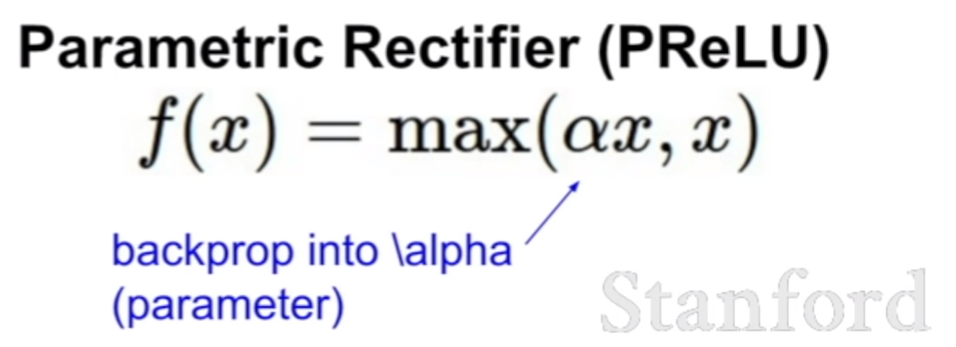 Parametric Rectifier (PReLU)
f(x) = max(αx, x)
backprop into \alpha
(parameter)
Stanford